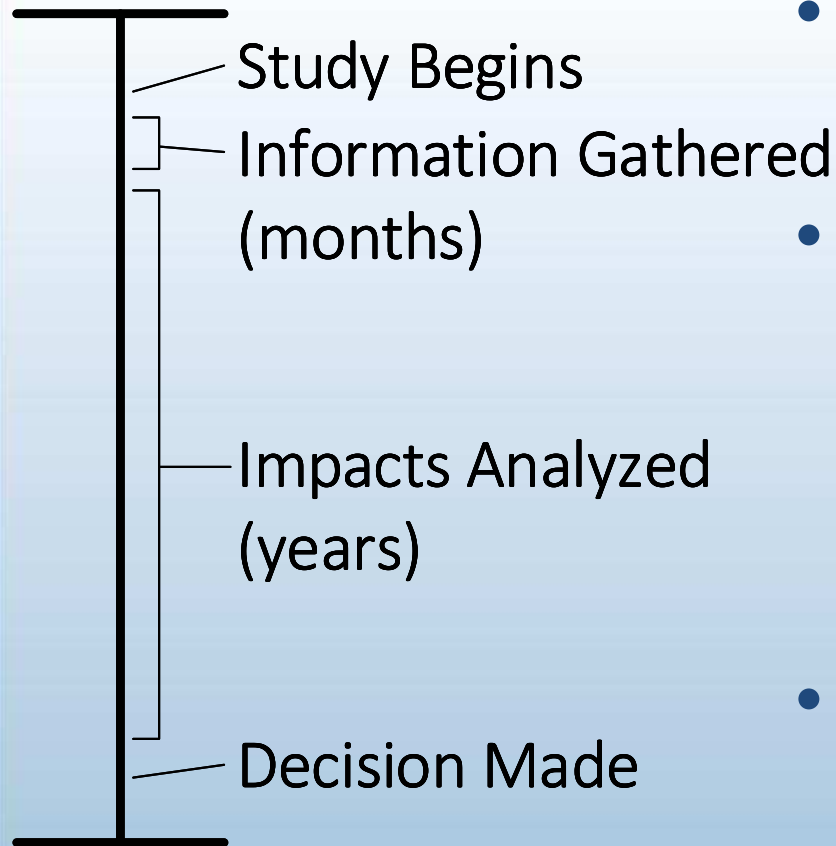 Study Begins
Information Gathered
(months)
Impacts Analyzed
(years)
Decision Made